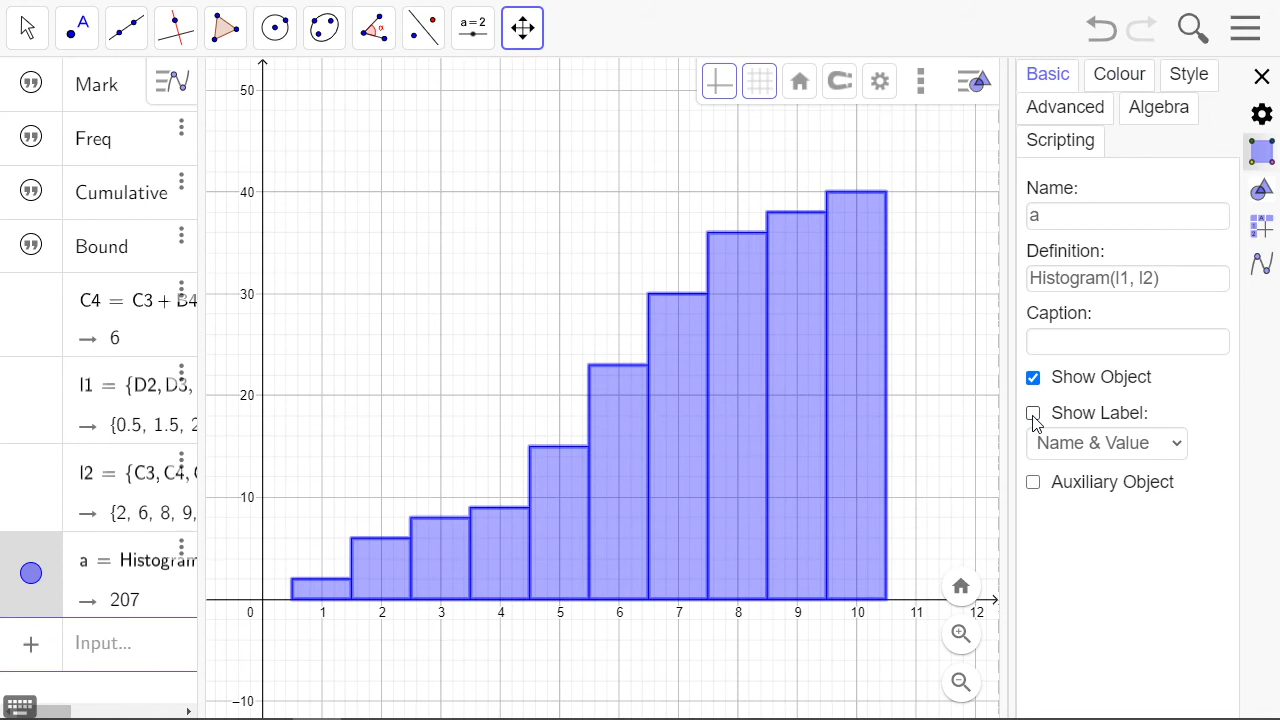 A
α
a=2
Mark
Freq
Cumulative
Bound
C4 = C3 + B4
→ 6
l1 = {D2, D3,
→ {0.5, 1.5, 2
l2 = {C3, C4, C
→ {2, 6, 8, 9,
a = Histogram
→ 207
+ Input...
50
40
30
20
10
0 1 2 3 4 5 6 7 8 9 10 11 12
−10
Basic Colour Style
Advanced Algebra
Scripting
Name:
a
Definition:
Histogram(l1, l2)
Caption:
Show Object
Show Label:
Name & Value
Auxiliary Object